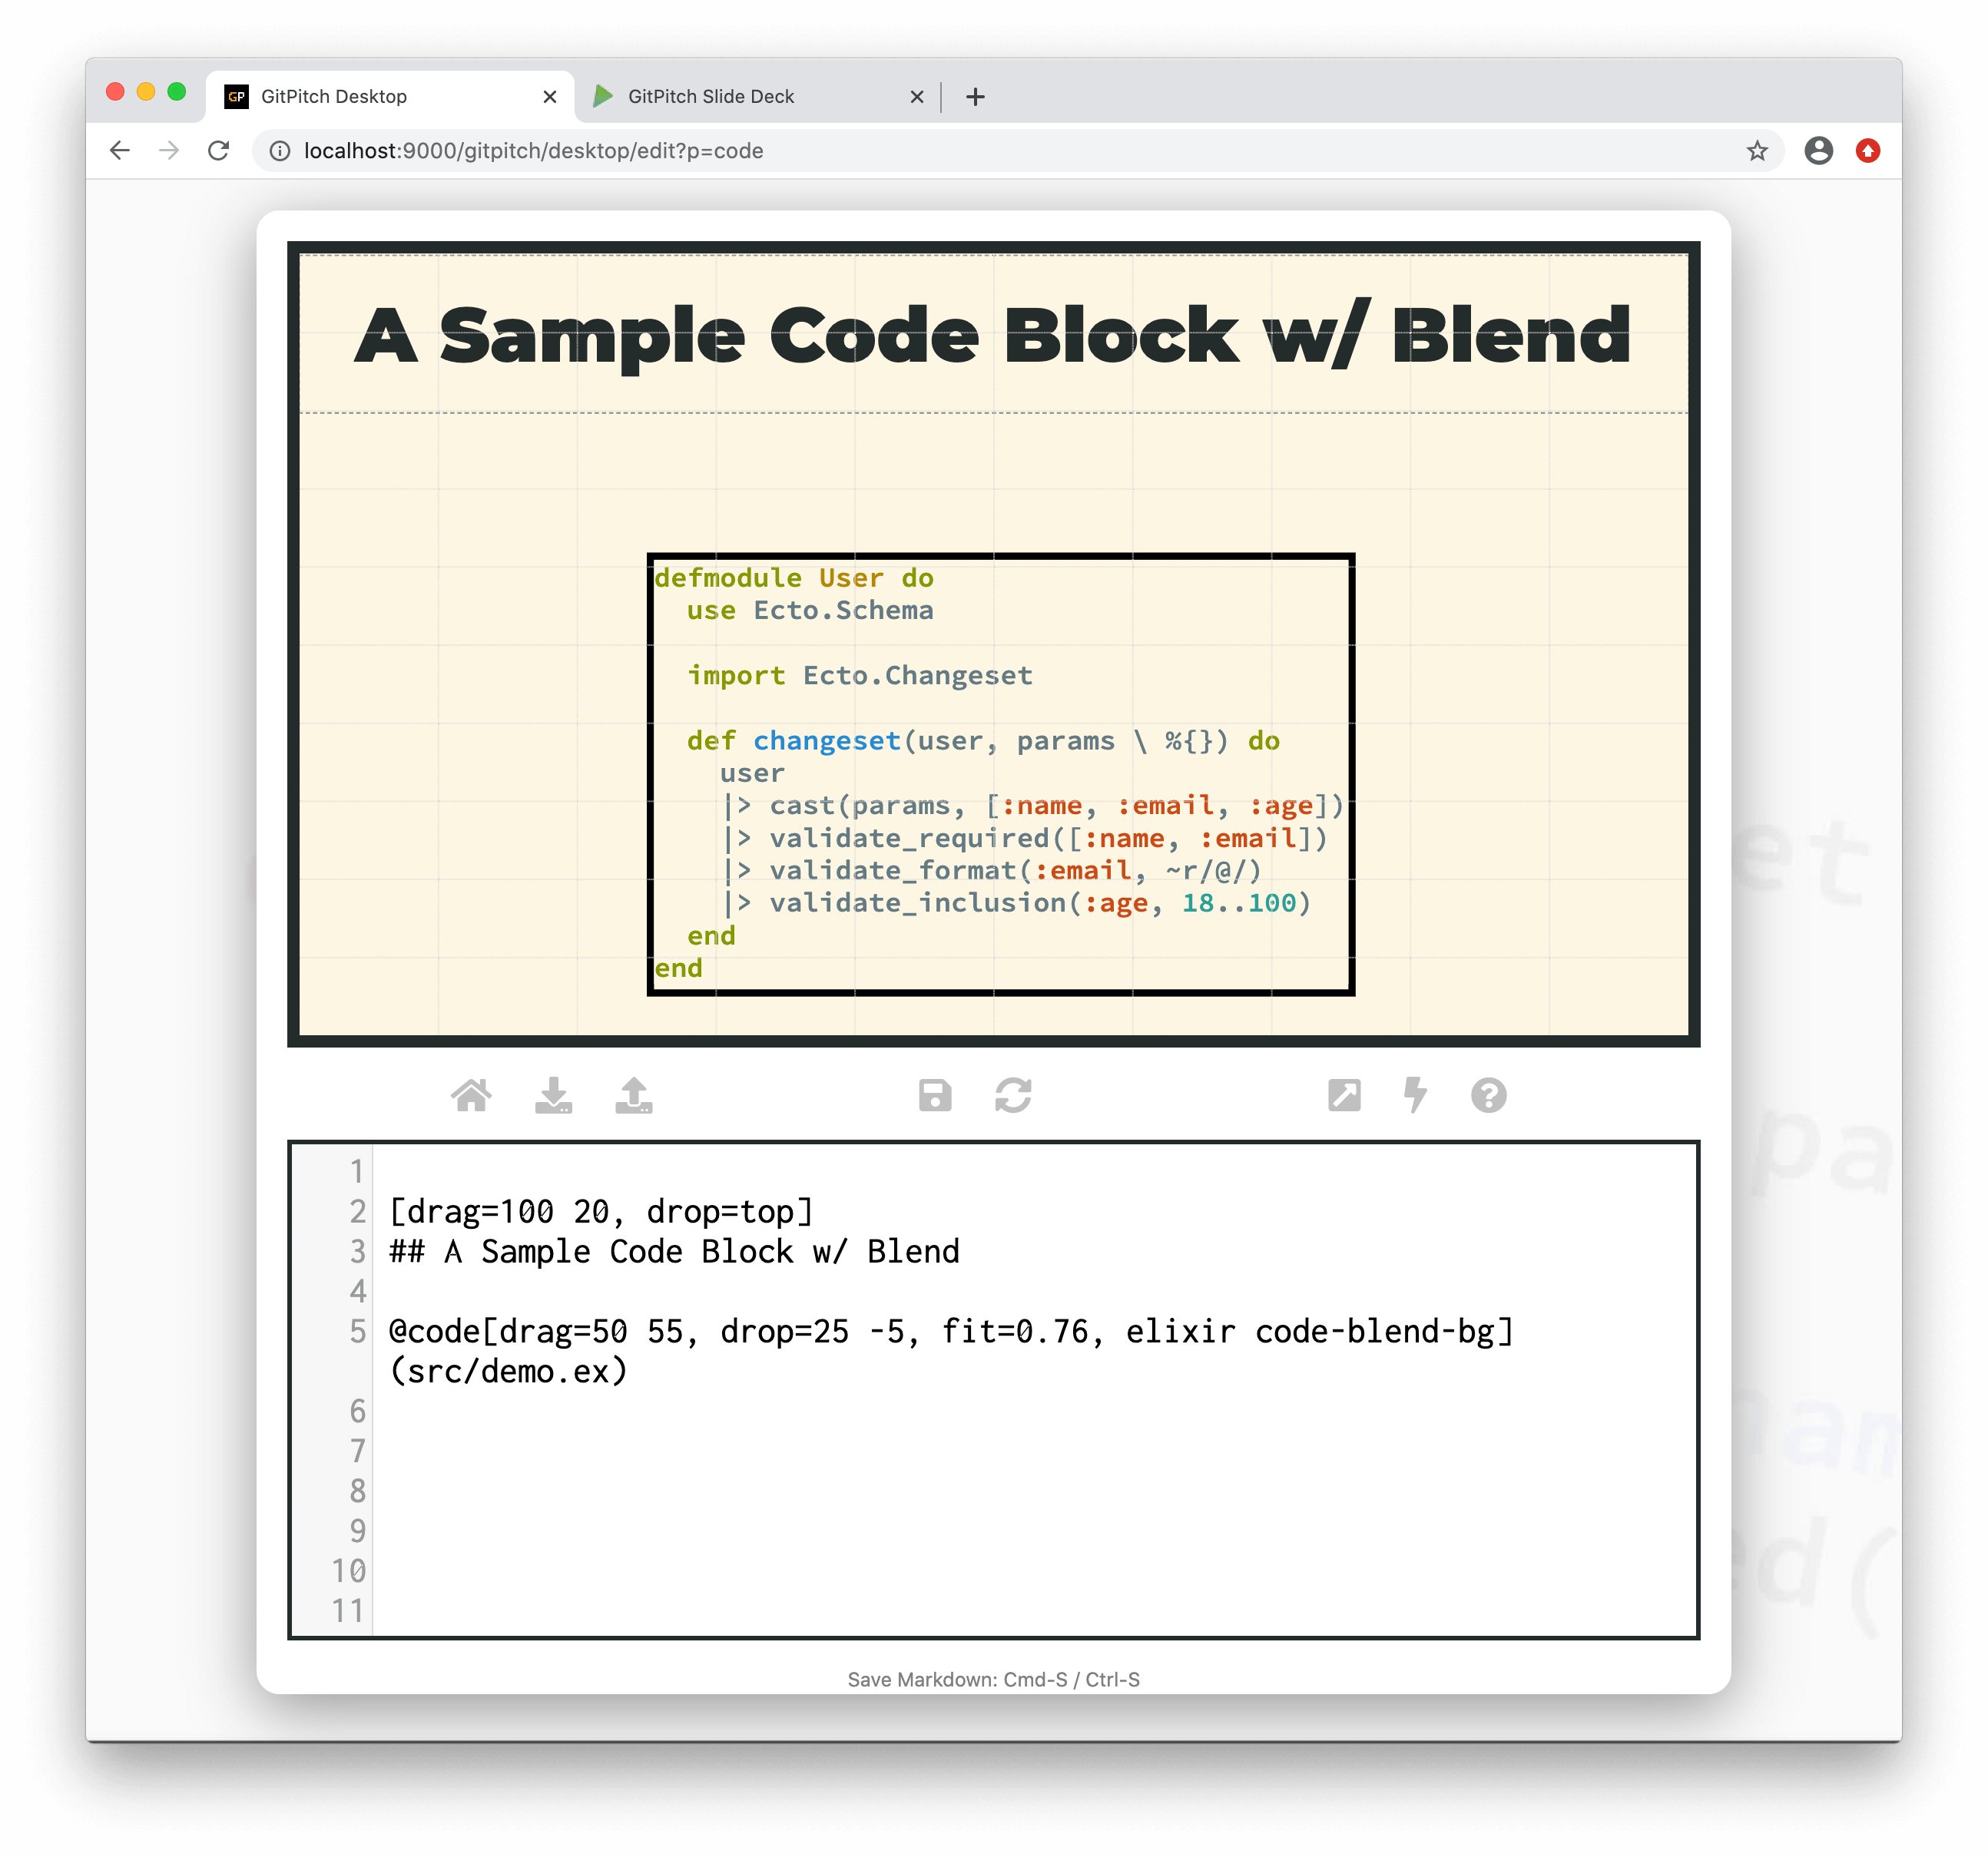 GP GitPitch Desktop GitPitch Slide Deck
localhost:9000/gitpitch/desktop/edit?p=code
A Sample Code Block w/ Blend
defmodule User do
  use Ecto.Schema
  import Ecto.Changeset
  def changeset(user, params \ %{}) do
    user
    |> cast(params, [:name, :email, :age])
    |> validate_required([:name, :email])
    |> validate_format(:email, ~r/@/)
    |> validate_inclusion(:age, 18..100)
  end
end
et
pa
nam
ed(
1
2 [drag=100 20, drop=top]
3 ## A Sample Code Block w/ Blend
4
5 @code[drag=50 55, drop=25 -5, fit=0.76, elixir code-blend-bg]
(src/demo.ex)
6
7
8
9
10
11
Save Markdown: Cmd-S / Ctrl-S